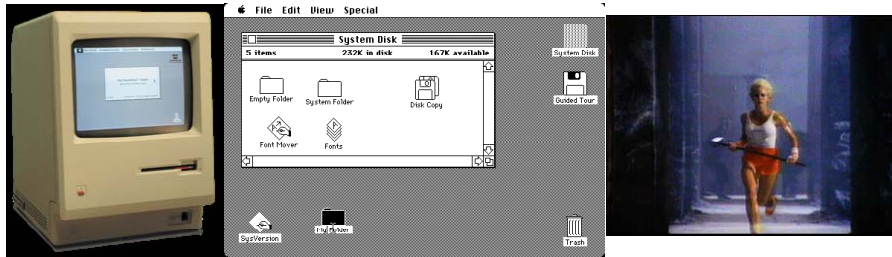 File Edit View Special
System Disk
5 items 232K in disk 167K available
Empty Folder
System Folder
Disk Copy
Font Mover
Fonts
System Disk
Guided Tour
SysVersion
Trash